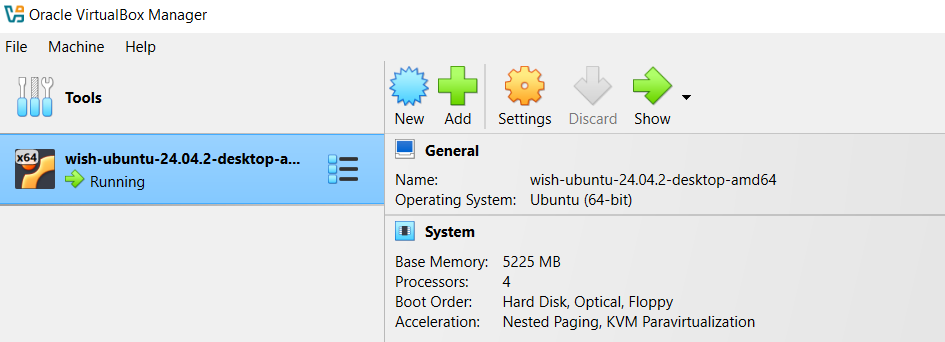 Oracle VirtualBox Manager
File Machine Help
Tools
New Add Settings Discard Show
x64
wish-ubuntu-24.04.2-desktop-a...
Running
General
Name: wish-ubuntu-24.04.2-desktop-amd64
Operating System: Ubuntu (64-bit)
System
Base Memory: 5225 MB
Processors: 4
Boot Order: Hard Disk, Optical, Floppy
Acceleration: Nested Paging, KVM Paravirtualization